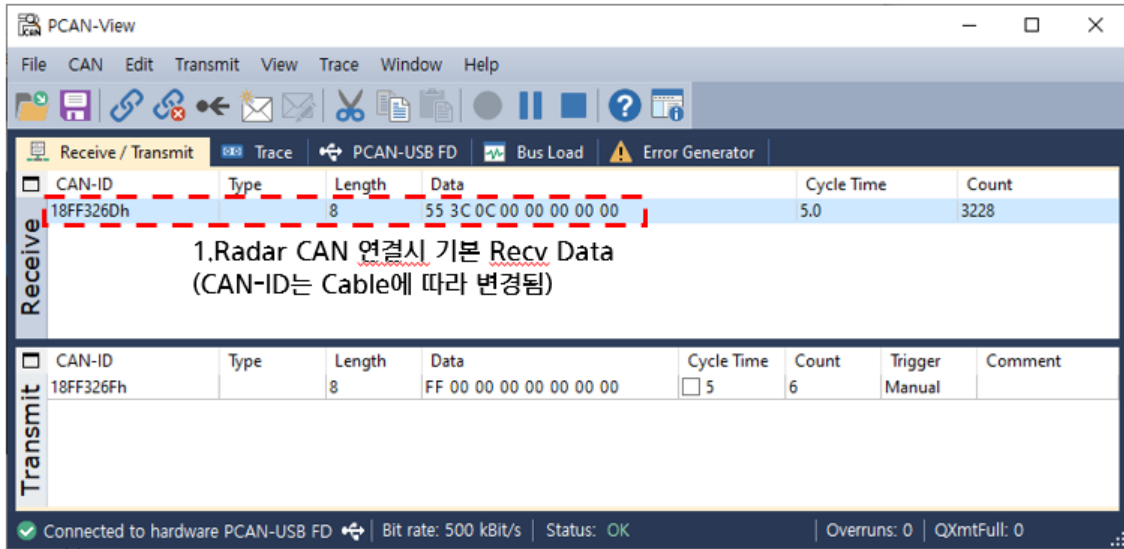 PCAN-View
File CAN Edit Transmit View Trace Window Help
Receive / Transmit Trace PCAN-USB FD Bus Load Error Generator
CAN-ID Type Length Data Cycle Time Count
18FF326Dh 8 55 3C 0C 00 00 00 00 00 5.0 3228
1.Radar CAN 연결시 기본 Recv Data
(CAN-ID는 Cable에 따라 변경됨)
Receive
CAN-ID Type Length Data Cycle Time Count Trigger Comment
18FF326Fh 8 FF 00 00 00 00 00 00 00 5 6 Manual
Transmit
Connected to hardware PCAN-USB FD Bit rate: 500 kBit/s Status: OK Overruns: 0 QXmtFull: 0